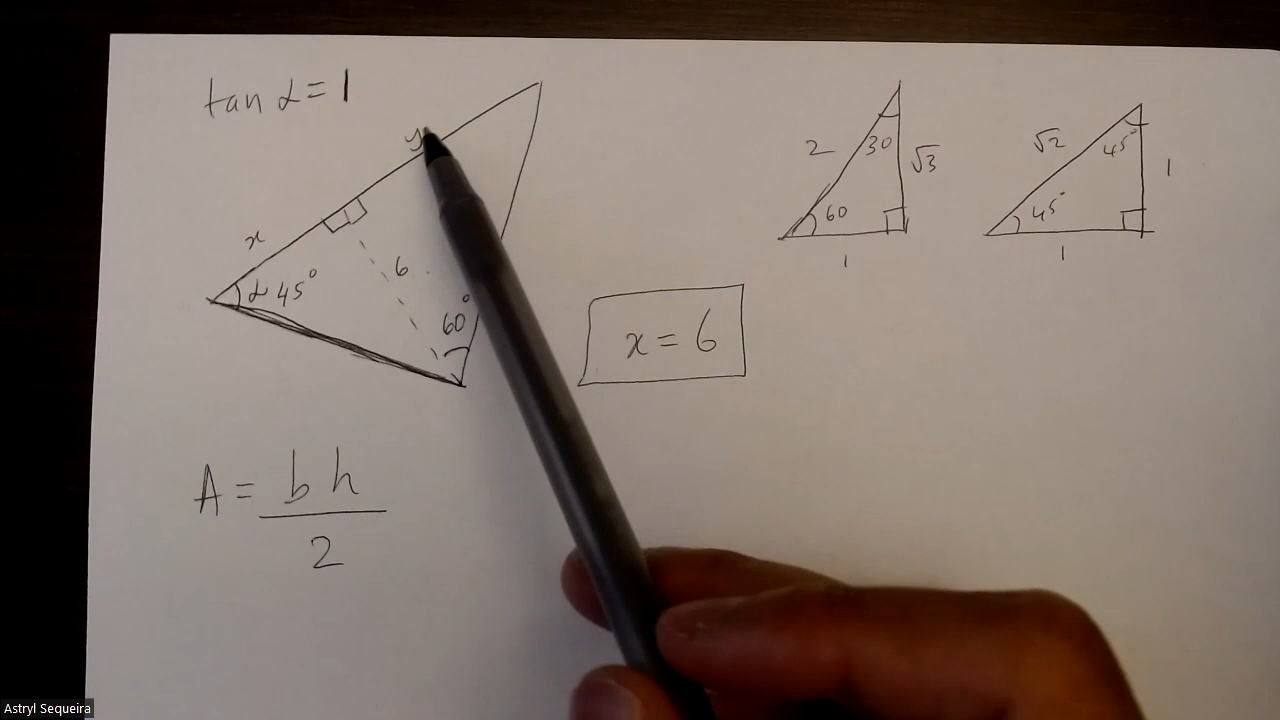 tan α = 1
y
x
6
α 45°
60°
2
30
√3
60
1
√2
45°
1
45°
1
x = 6
A = b h
2
Astryl Sequeira